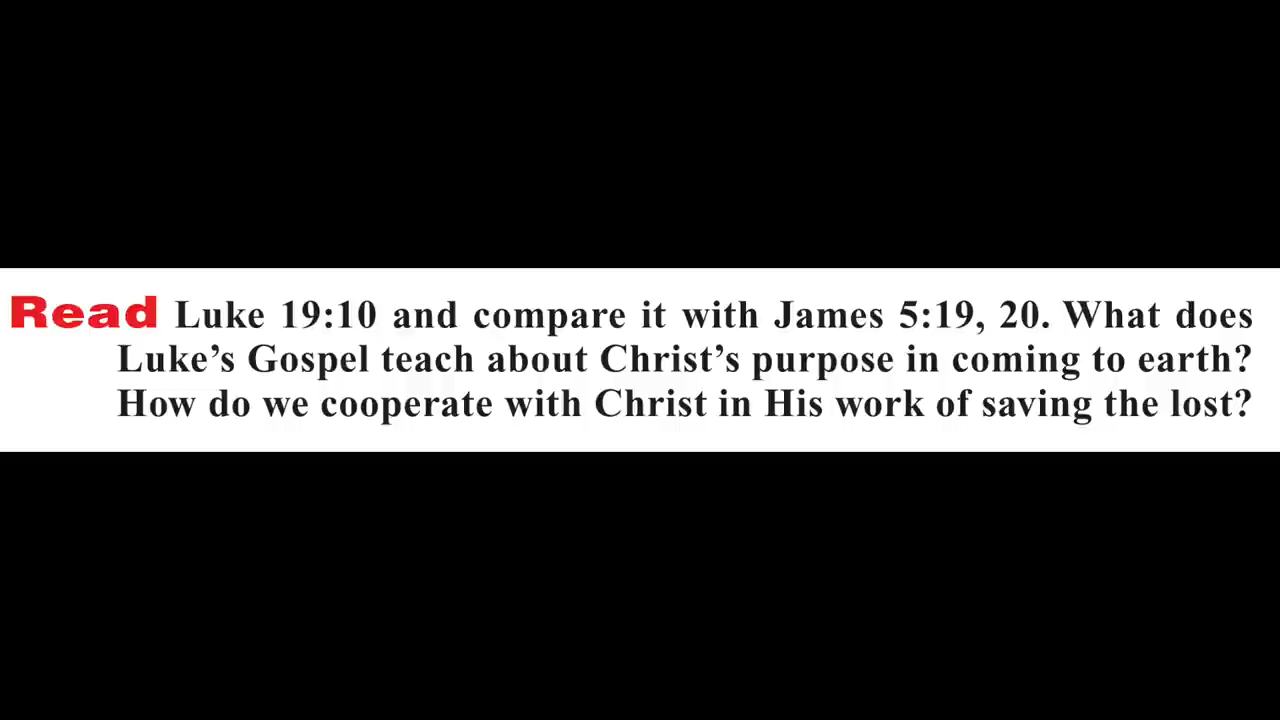 Read Luke 19:10 and compare it with James 5:19, 20. What does
Luke’s Gospel teach about Christ’s purpose in coming to earth?
How do we cooperate with Christ in His work of saving the lost?